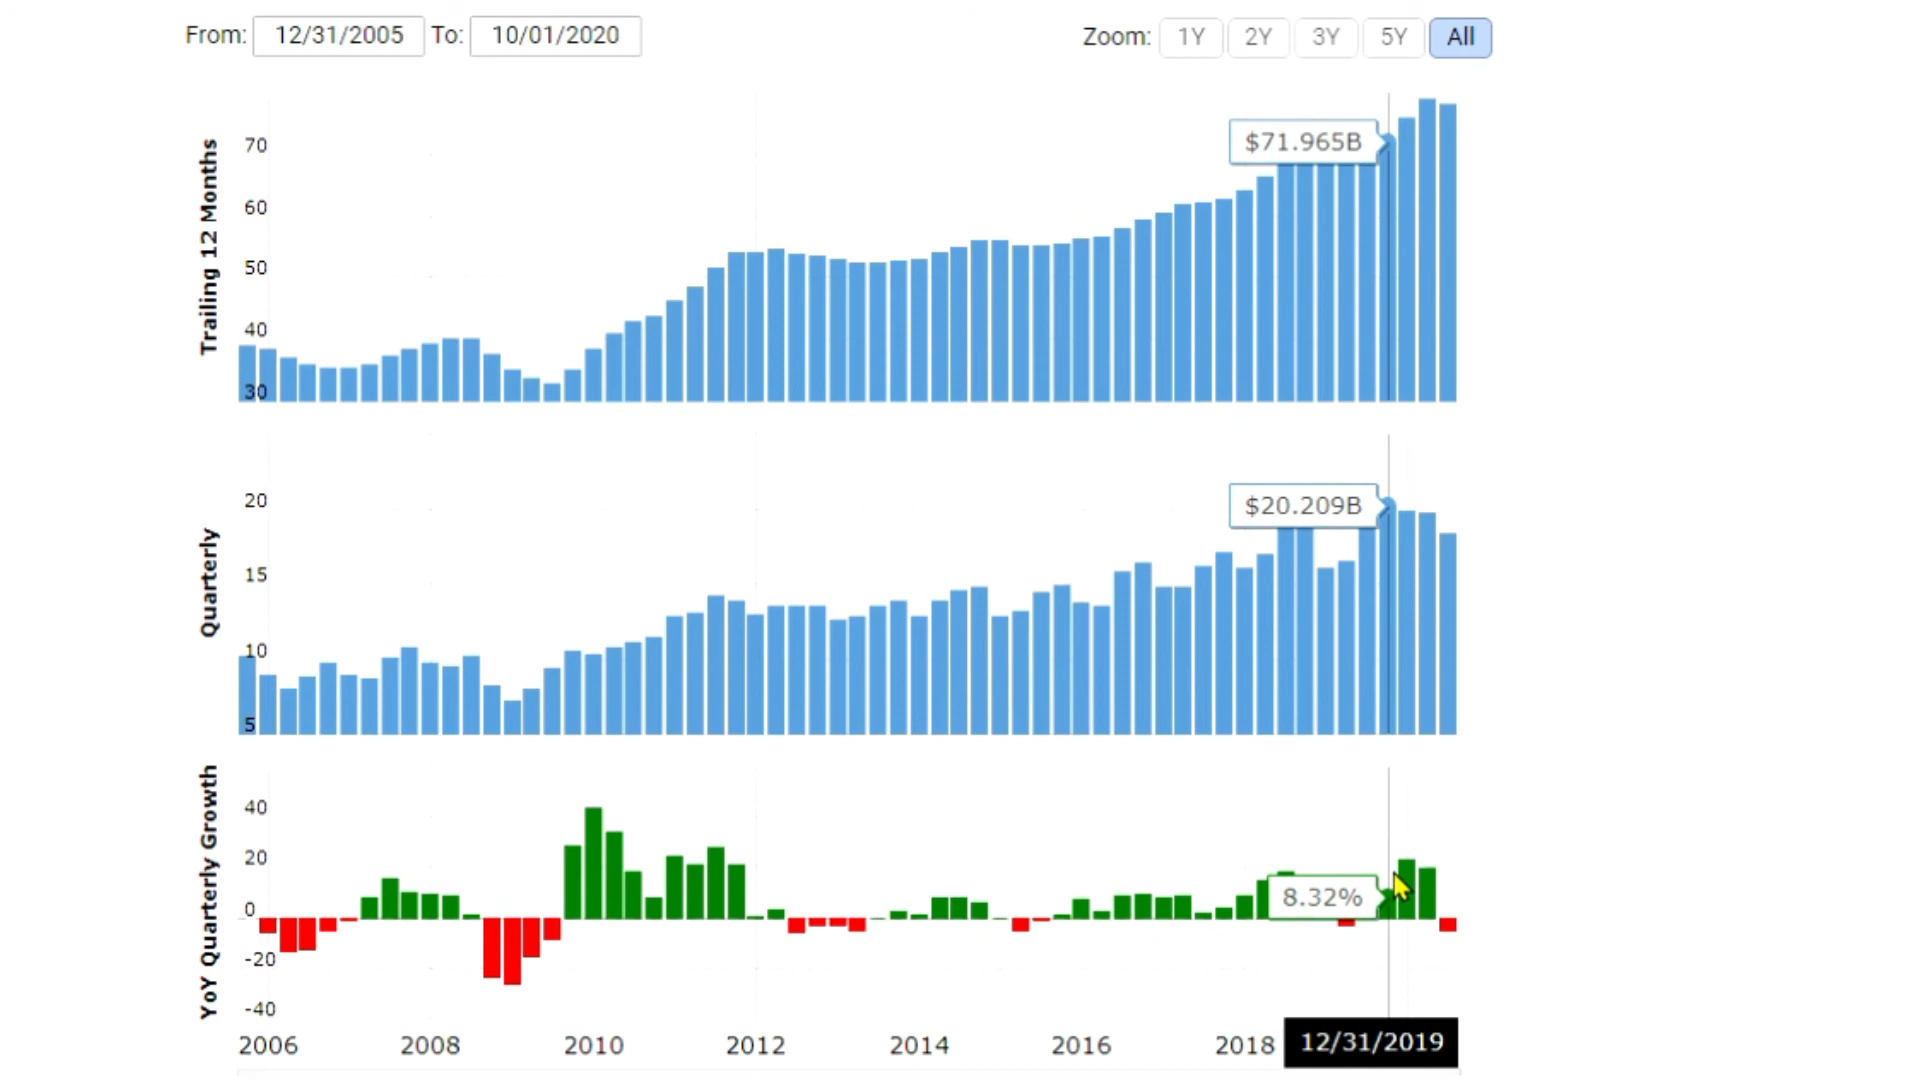 From: 12/31/2005 To: 10/01/2020 Zoom: 1Y 2Y 3Y 5Y All
Trailing 12 Months
70
60
50
40
30
$71.965B
Quarterly
20
15
10
5
$20.209B
YoY Quarterly Growth
40
20
0
-20
-40
8.32%
2006 2008 2010 2012 2014 2016 2018 12/31/2019